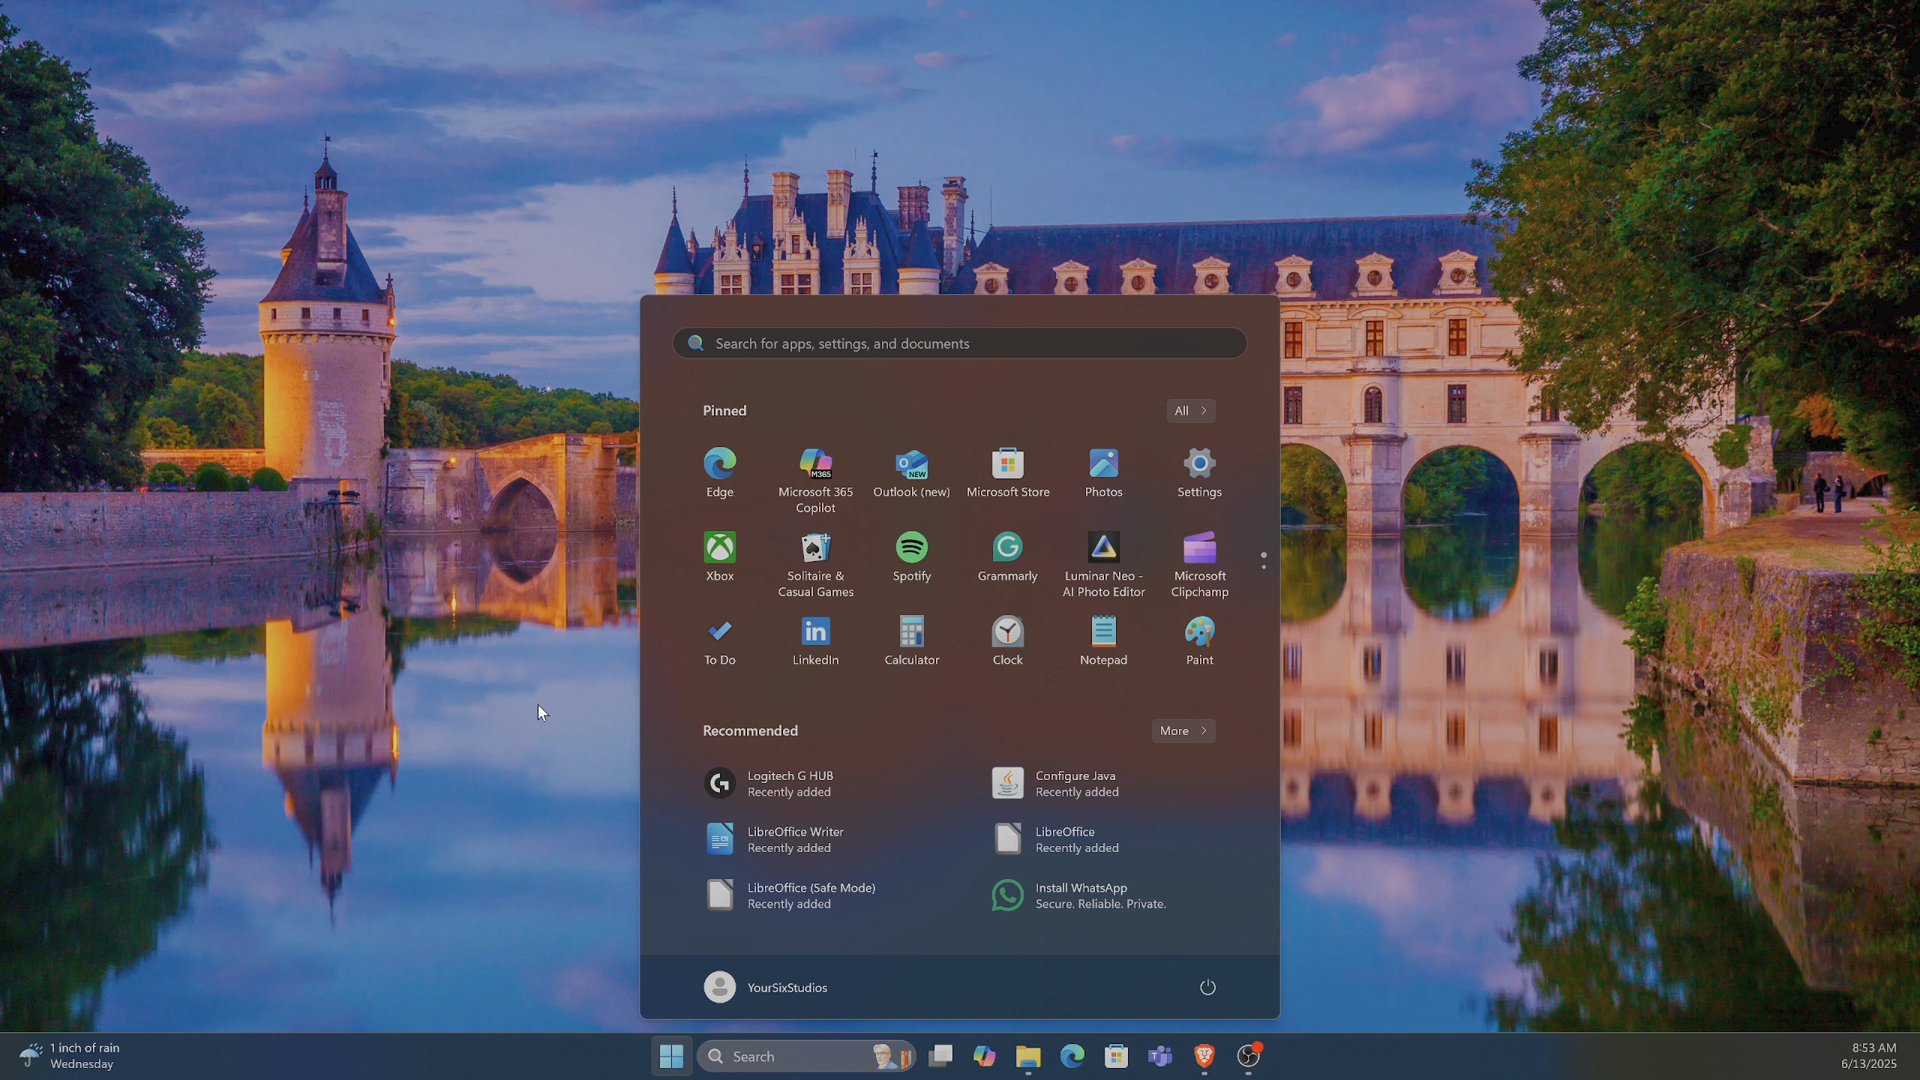 Search for apps, settings, and documents
Pinned
All
Edge
Microsoft 365
Copilot
Outlook (new)
Microsoft Store
Photos
Settings
Xbox
Solitaire &
Casual Games
Spotify
Grammarly
Luminar Neo -
AI Photo Editor
Microsoft
Clipchamp
To Do
LinkedIn
Calculator
Clock
Notepad
Paint
Recommended
More
Logitech G HUB
Recently added
Configure Java
Recently added
LibreOffice Writer
Recently added
LibreOffice
Recently added
LibreOffice (Safe Mode)
Recently added
Install WhatsApp
Secure. Reliable. Private.
YourSixStudios
1 inch of rain
Wednesday
Search
8:53 AM
6/13/2025
M365
NEW